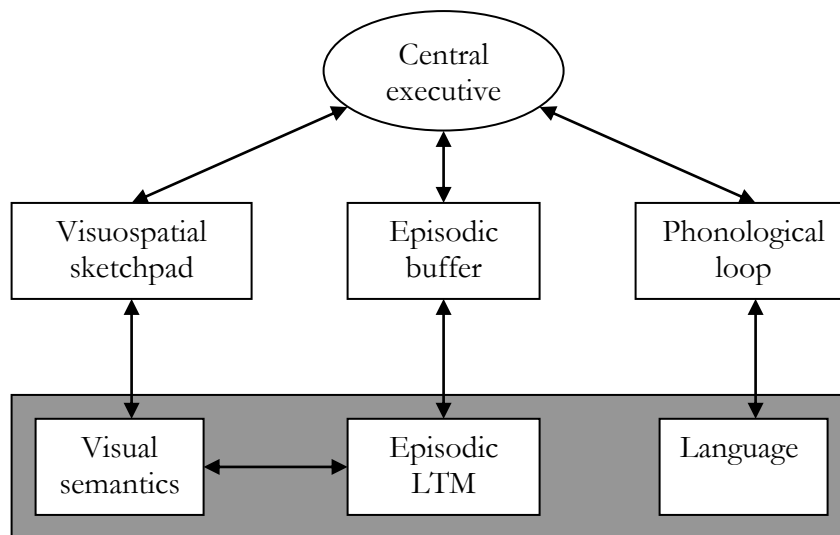 Central
executive
Visuospatial
sketchpad
Episodic
buffer
Phonological
loop
Visual
semantics
Episodic
LTM
Language